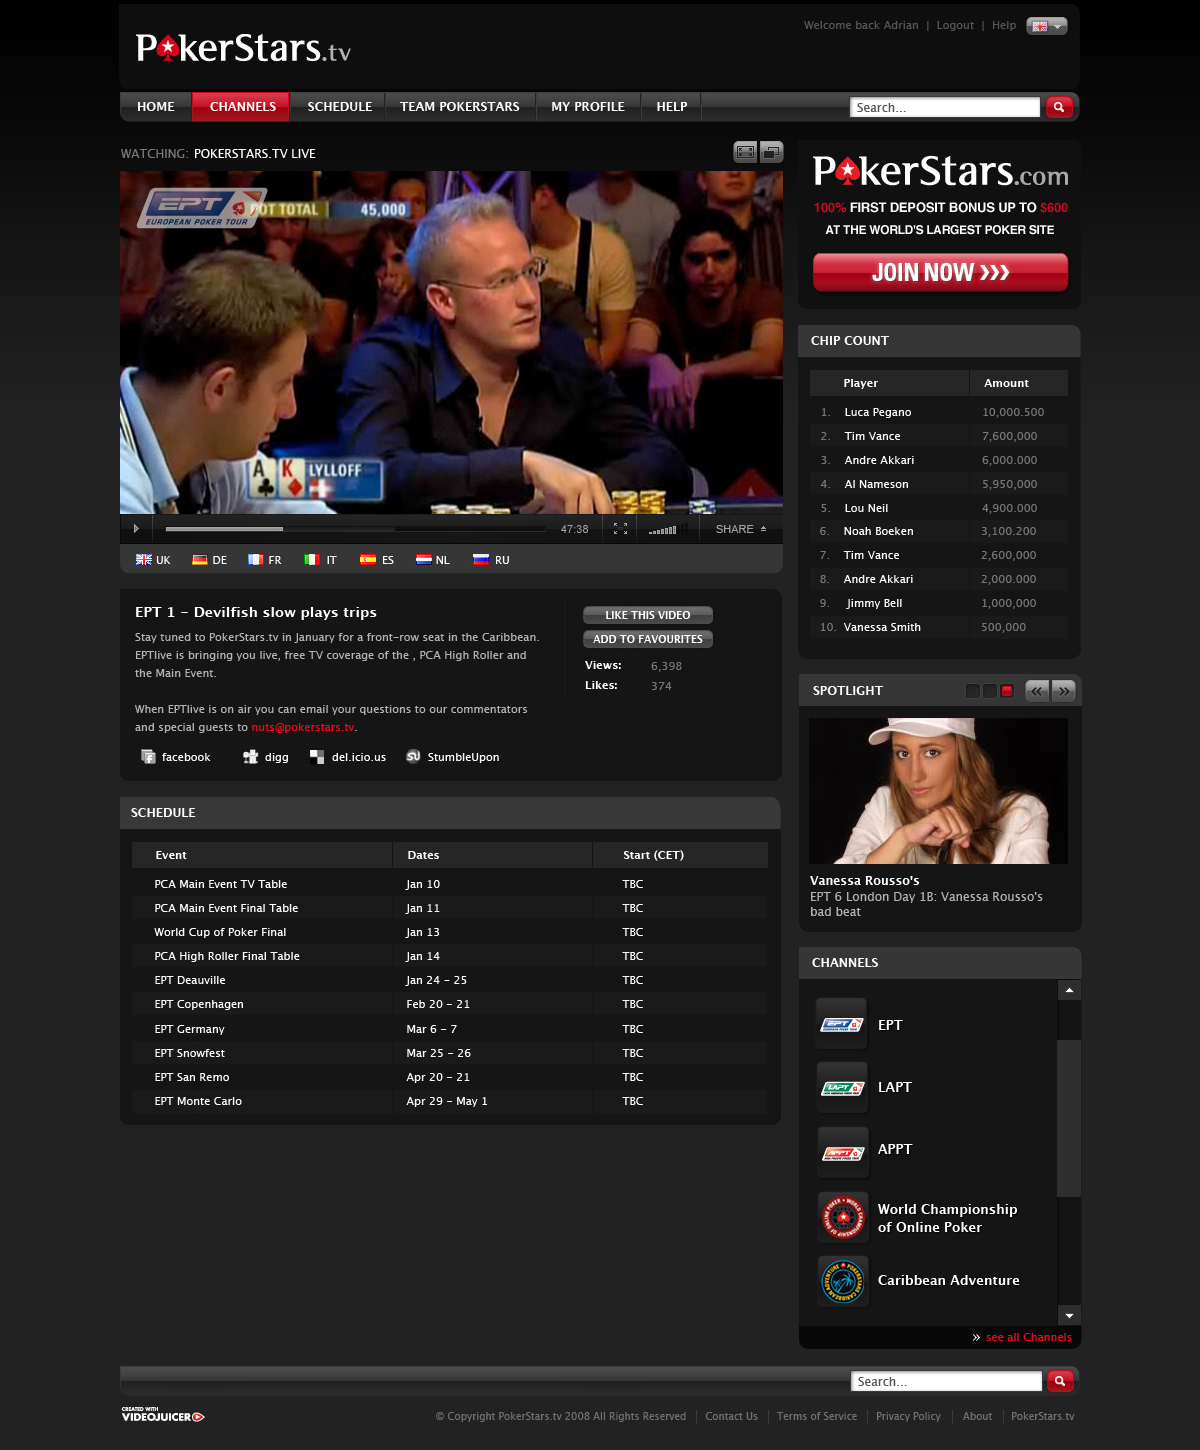 PokerStars.tv
Welcome back Adrian | Logout | Help
HOME CHANNELS SCHEDULE TEAM POKERSTARS MY PROFILE HELP
Search...
WATCHING: POKERSTARS.TV LIVE
EPT
EUROPEAN POKER TOUR
POT TOTAL 45,000
A K LYLLOFF
47:38
SHARE
UK DE FR IT ES NL RU
EPT 1 - Devilfish slow plays trips
Stay tuned to PokerStars.tv in January for a front-row seat in the Caribbean.
EPTlive is bringing you live, free TV coverage of the , PCA High Roller and
the Main Event.
When EPTlive is on air you can email your questions to our commentators
and special guests to nuts@pokerstars.tv.
facebook digg del.icio.us StumbleUpon
LIKE THIS VIDEO
ADD TO FAVOURITES
Views: 6,398
Likes: 374
SCHEDULE
Event Dates Start (CET)
PCA Main Event TV Table Jan 10 TBC
PCA Main Event Final Table Jan 11 TBC
World Cup of Poker Final Jan 13 TBC
PCA High Roller Final Table Jan 14 TBC
EPT Deauville Jan 24 - 25 TBC
EPT Copenhagen Feb 20 - 21 TBC
EPT Germany Mar 6 - 7 TBC
EPT Snowfest Mar 25 - 26 TBC
EPT San Remo Apr 20 - 21 TBC
EPT Monte Carlo Apr 29 - May 1 TBC
PokerStars.com
100% FIRST DEPOSIT BONUS UP TO $600
AT THE WORLD'S LARGEST POKER SITE
JOIN NOW >>>
CHIP COUNT
Player Amount
1. Luca Pegano 10,000.500
2. Tim Vance 7,600,000
3. Andre Akkari 6,000.000
4. Al Nameson 5,950,000
5. Lou Neil 4,900.000
6. Noah Boeken 3,100.200
7. Tim Vance 2,600,000
8. Andre Akkari 2,000.000
9. Jimmy Bell 1,000,000
10. Vanessa Smith 500,000
SPOTLIGHT
Vanessa Rousso's
EPT 6 London Day 1B: Vanessa Rousso's
bad beat
CHANNELS
EPT
EPT
LAPT
LAPT
APPT
APPT
World Championship
of Online Poker
Caribbean Adventure
» see all Channels
Search...
CREATED WITH
VIDEOJUICER
© Copyright PokerStars.tv 2008 All Rights Reserved | Contact Us | Terms of Service | Privacy Policy | About | PokerStars.tv